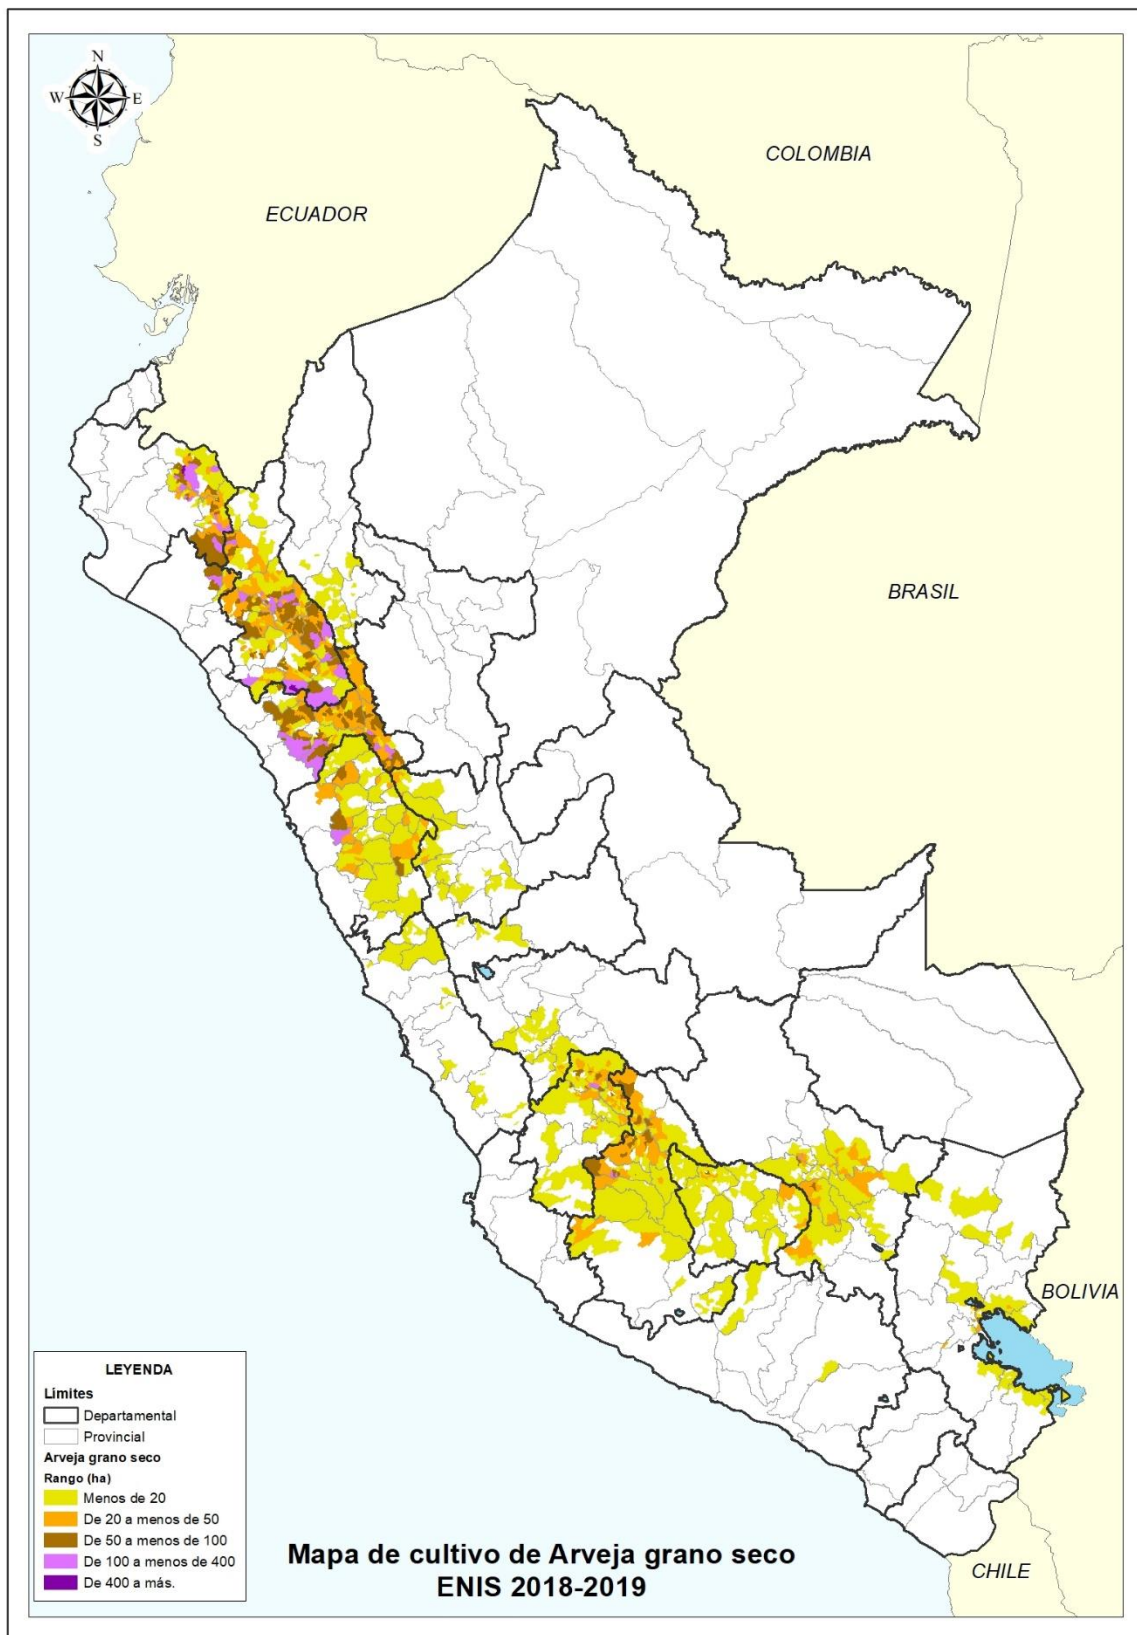 N
W E
S
COLOMBIA
ECUADOR
BRASIL
BOLIVIA
LEYENDA
Limites
Departamental
Provincial
Arveja grano seco
Rango (ha)
Menos de 20
De 20 a menos de 50
De 50 a menos de 100
De 100 a menos de 400
De 400 a más.
Mapa de cultivo de Arveja grano seco
ENIS 2018-2019
CHILE